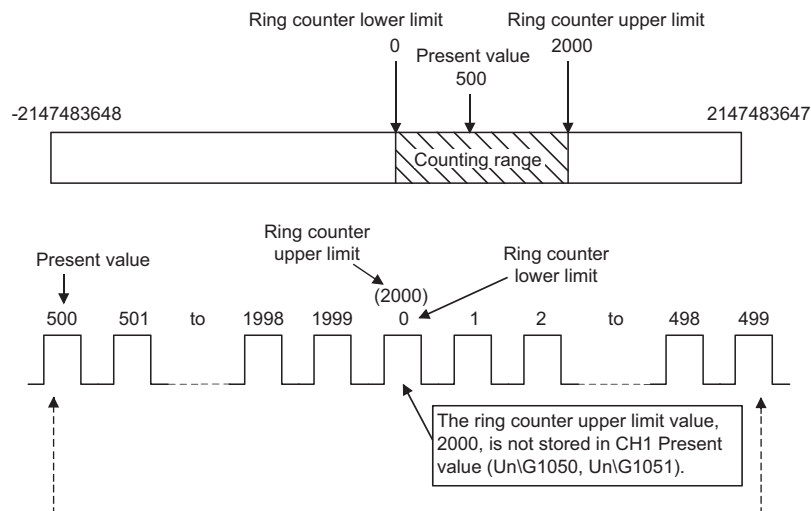 Ring counter lower limit
0
Ring counter upper limit
2000
Present value
500
-2147483648
2147483647
Counting range
Ring counter
upper limit
(2000)
Ring counter
lower limit
Present value
500 501 to 1998 1999 0 1 2 to 498 499
The ring counter upper limit value,
2000, is not stored in CH1 Present
value (Un\G1050, Un\G1051).